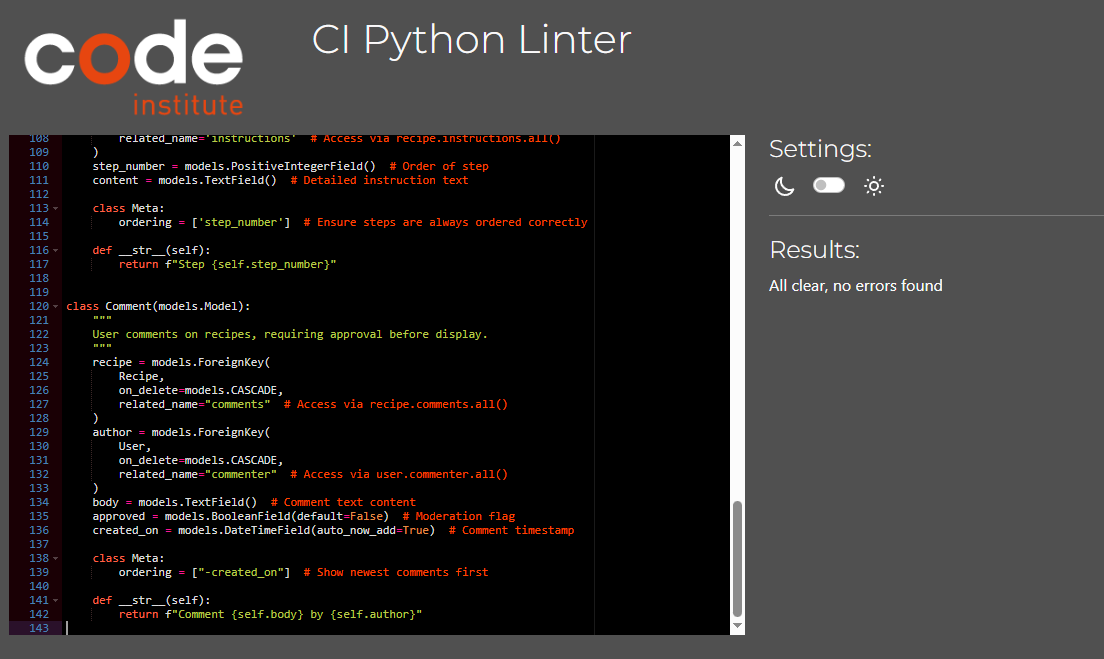 code
institute
CI Python Linter
108 related_name='instructions'  # Access via recipe.instructions.all()
109 )
110 step_number = models.PositiveIntegerField()  # Order of step
111 content = models.TextField()  # Detailed instruction text
112
113 class Meta:
114 ordering = ['step_number']  # Ensure steps are always ordered correctly
115
116 def __str__(self):
117 return f"Step {self.step_number}"
118
119
120 class Comment(models.Model):
121 """
122 User comments on recipes, requiring approval before display.
123 """
124 recipe = models.ForeignKey(
125 Recipe,
126 on_delete=models.CASCADE,
127 related_name="comments"  # Access via recipe.comments.all()
128 )
129 author = models.ForeignKey(
130 User,
131 on_delete=models.CASCADE,
132 related_name="commenter"  # Access via user.commenter.all()
133 )
134 body = models.TextField()  # Comment text content
135 approved = models.BooleanField(default=False)  # Moderation flag
136 created_on = models.DateTimeField(auto_now_add=True)  # Comment timestamp
137
138 class Meta:
139 ordering = ["-created_on"]  # Show newest comments first
140
141 def __str__(self):
142 return f"Comment {self.body} by {self.author}"
143
Settings:
Results:
All clear, no errors found